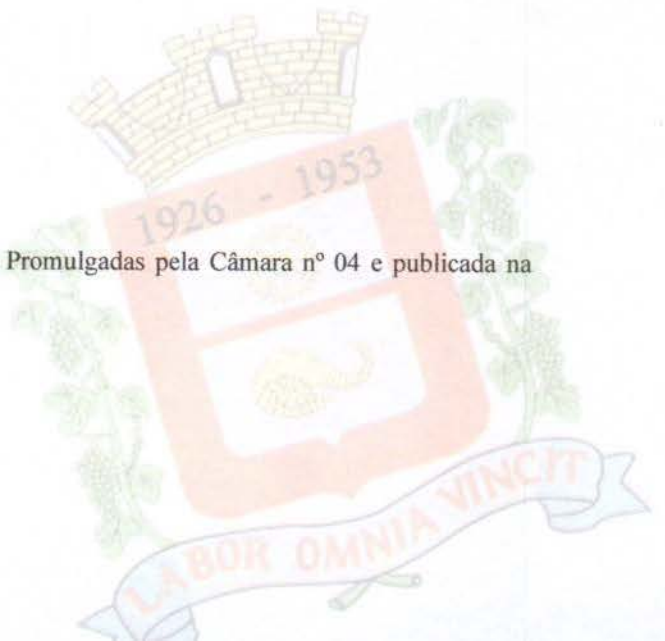 1926 - 1953
Promulgadas pela Câmara nº 04 e publicada na
LABOR OMNIA VINCIT